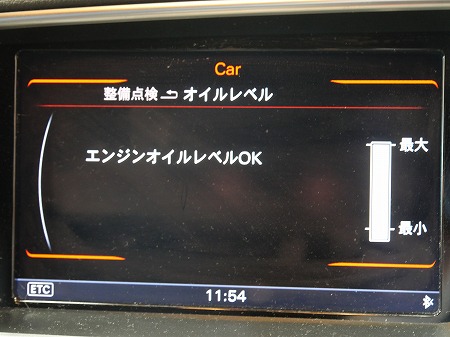 Car
整備点検 ⮌ オイルレベル
エンジンオイルレベルOK
最大
最小
ETC
11:54